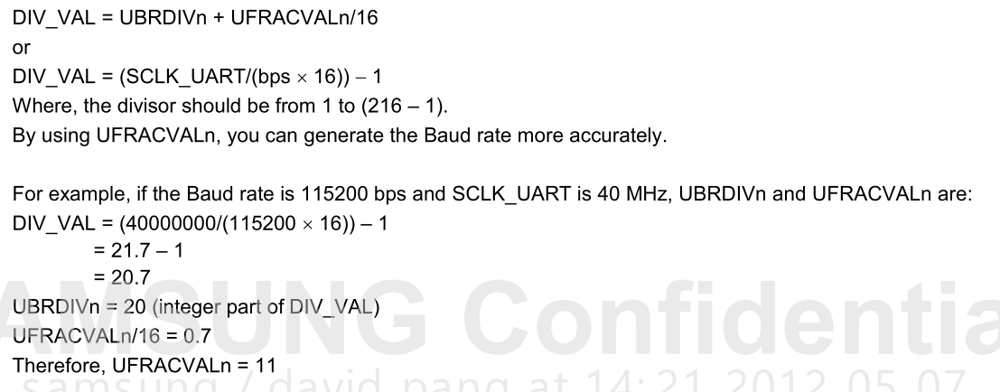 DIV_VAL = UBRDIVn + UFRACVALn/16
or
DIV_VAL = (SCLK_UART/(bps × 16)) – 1
Where, the divisor should be from 1 to (216 – 1).
By using UFRACVALn, you can generate the Baud rate more accurately.
For example, if the Baud rate is 115200 bps and SCLK_UART is 40 MHz, UBRDIVn and UFRACVALn are:
DIV_VAL = (40000000/(115200 × 16)) – 1
= 21.7 – 1
= 20.7
UBRDIVn = 20 (integer part of DIV_VAL)
UFRACVALn/16 = 0.7
Therefore, UFRACVALn = 11
AMSUNG Confidentia
samsung / david pang at 14:21 2012 05 07